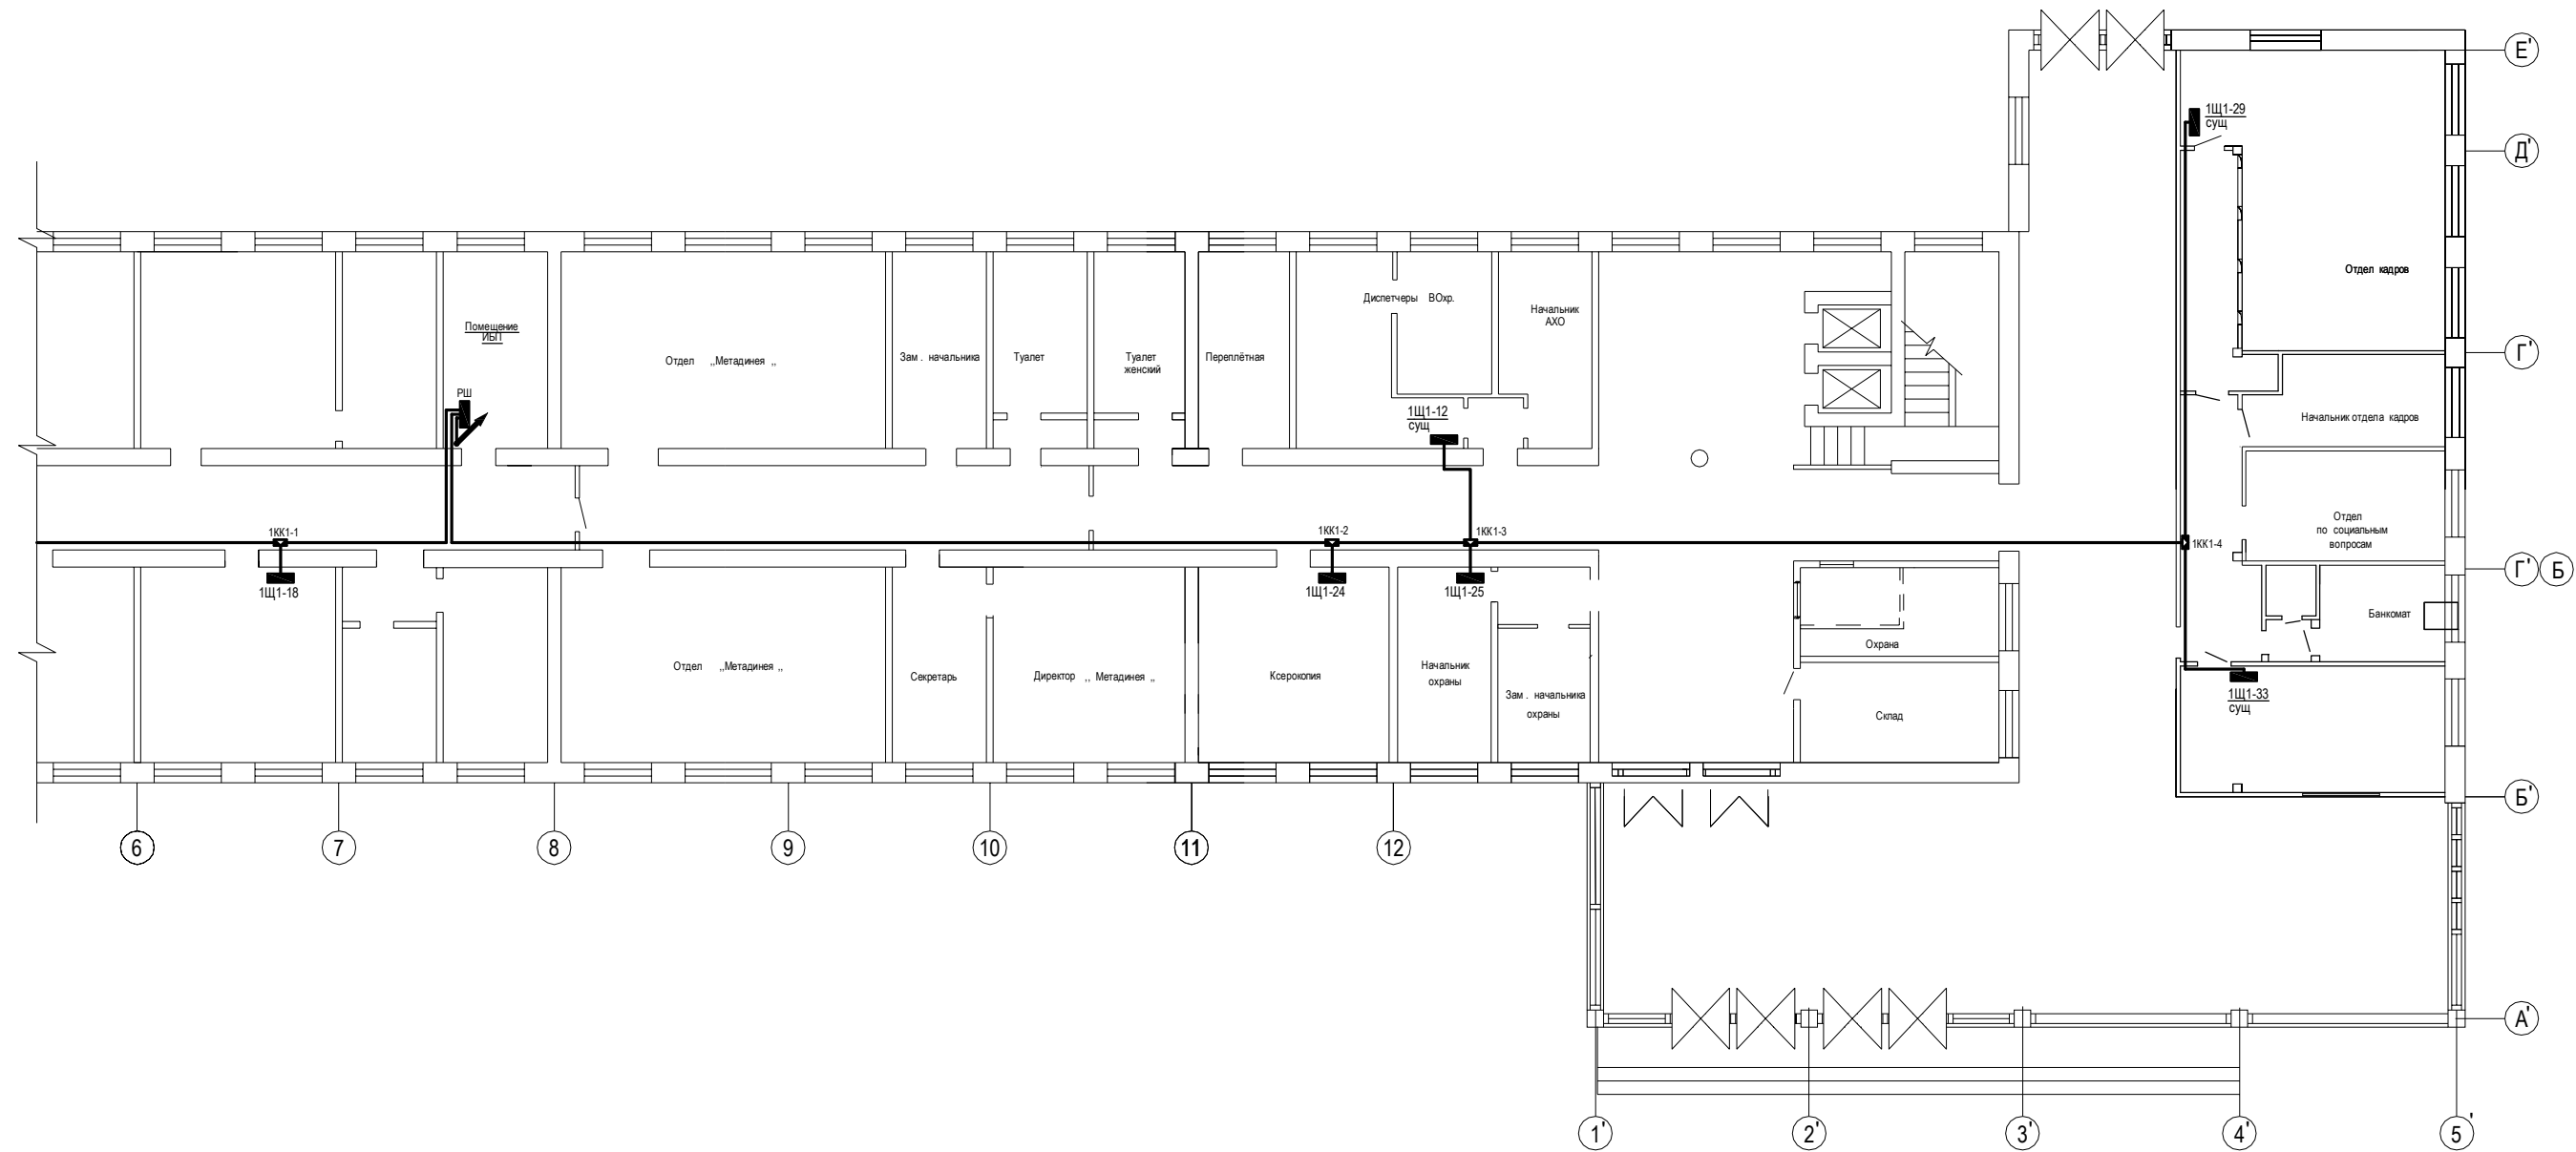 Е'
1Щ1-29
сущ
Д'
Отдел кадров
Диспетчеры ВОхр.
Начальник
АХО
Помещение
ИБП
Отдел ,,Метадинея ,,
Зам . начальника
Туалет
Туалет
женский
Переплётная
Г'
РШ
1Щ1-12
сущ
Начальник отдела кадров
Отдел
по социальным
вопросам
1КК1-1
1КК1-2
1КК1-3
1КК1-4
Г' Б
1Щ1-18
1Щ1-24
1Щ1-25
Банкомат
Охрана
Отдел ,,Метадинея ,,
Секретарь
Директор ,, Метадинея ,,
Ксерокопия
Начальник
охраны
Зам . начальника
охраны
Склад
1Щ1-33
сущ
Б'
6
7
8
9
10
11
12
А'
1'
2'
3'
4'
5'